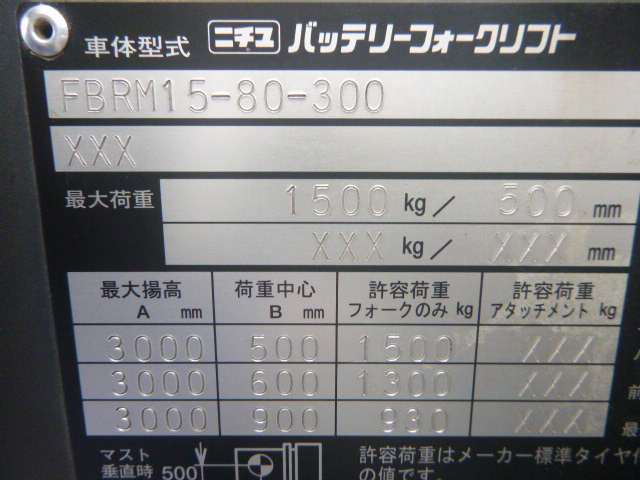 車体型式 ニチユ バッテリーフォークリフト
FBRM15-80-300
XXX
最大荷重 1500 kg／ 500 mm
XXX kg／ XXX mm
最大揚高 荷重中心 許容荷重 許容荷重
A mm B mm フォークのみ kg アタッチメント kg
3000 500 1500 XXX
3000 600 1300 XXX
3000 900 930 XXX
前
最
マスト 許容荷重はメーカー標準タイヤ
垂直時 500 の値です。